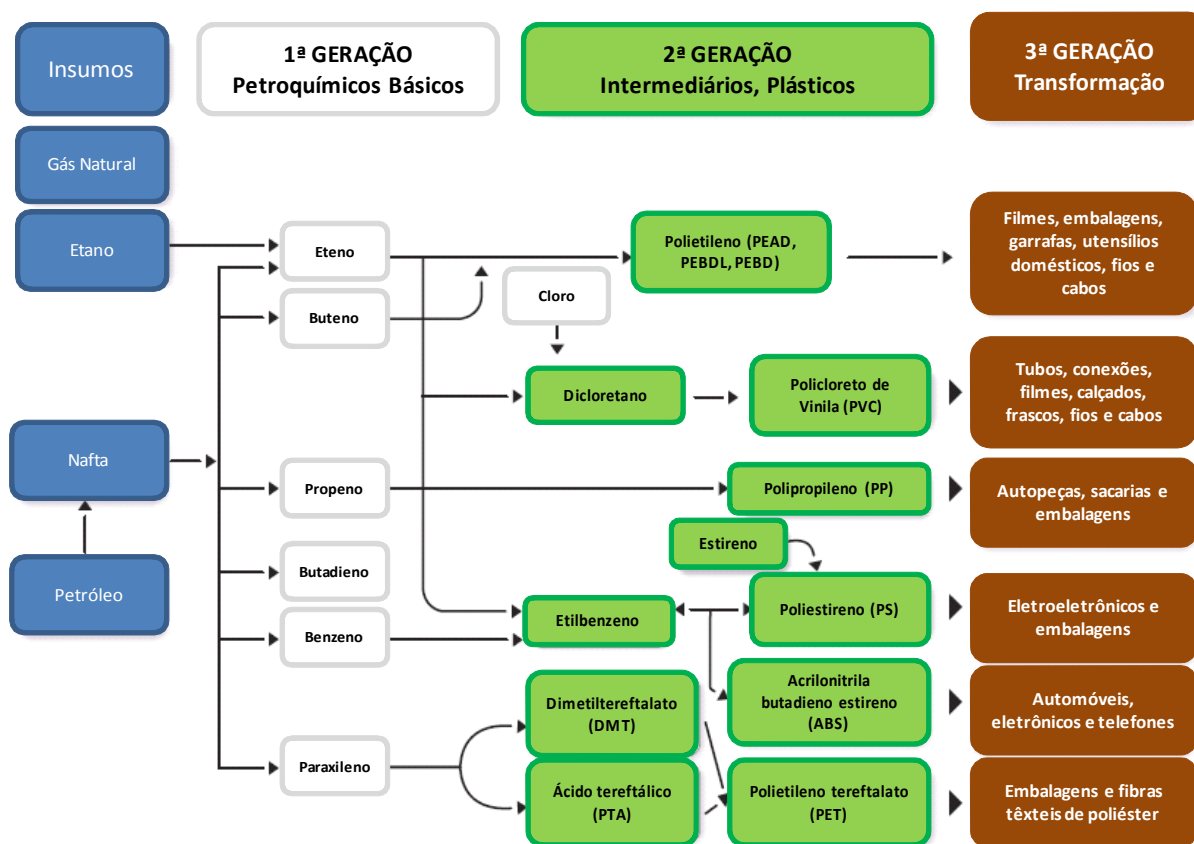 Insumos
1ª GERAÇÃO
Petroquímicos Básicos
2ª GERAÇÃO
Intermediários, Plásticos
3ª GERAÇÃO
Transformação
Gás Natural
Etano
Eteno
Polietileno (PEAD,
PEBDL, PEBD)
Filmes, embalagens,
garrafas, utensílios
domésticos, fios e
cabos
Buteno
Cloro
Dicloretano
Policloreto de
Vinila (PVC)
Tubos, conexões,
filmes, calçados,
frascos, fios e cabos
Nafta
Propeno
Polipropileno (PP)
Autopeças, sacarias e
embalagens
Estireno
Petróleo
Butadieno
Benzeno
Etilbenzeno
Poliestireno (PS)
Eletroeletrônicos e
embalagens
Dimetiltereftalato
(DMT)
Acrilonitrila
butadieno estireno
(ABS)
Automóveis,
eletrônicos e telefones
Paraxileno
Ácido tereftálico
(PTA)
Polietileno tereftalato
(PET)
Embalagens e fibras
têxteis de poliéster